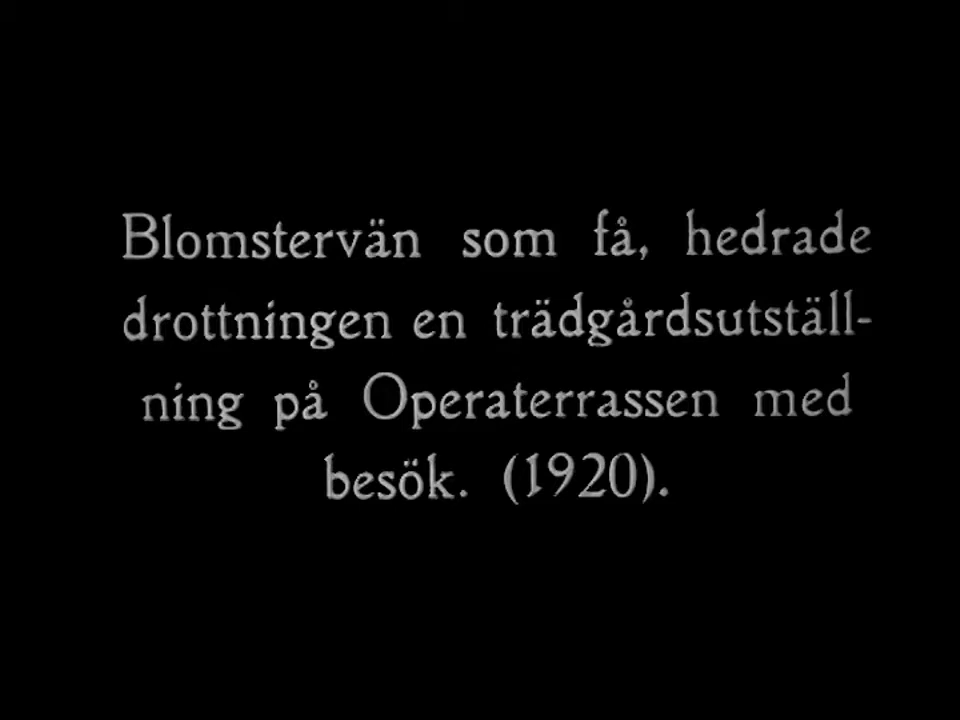 Blomstervän som få, hedrade
drottningen en trädgårdsutställ-
ning på Operaterrassen med
besök. (1920).